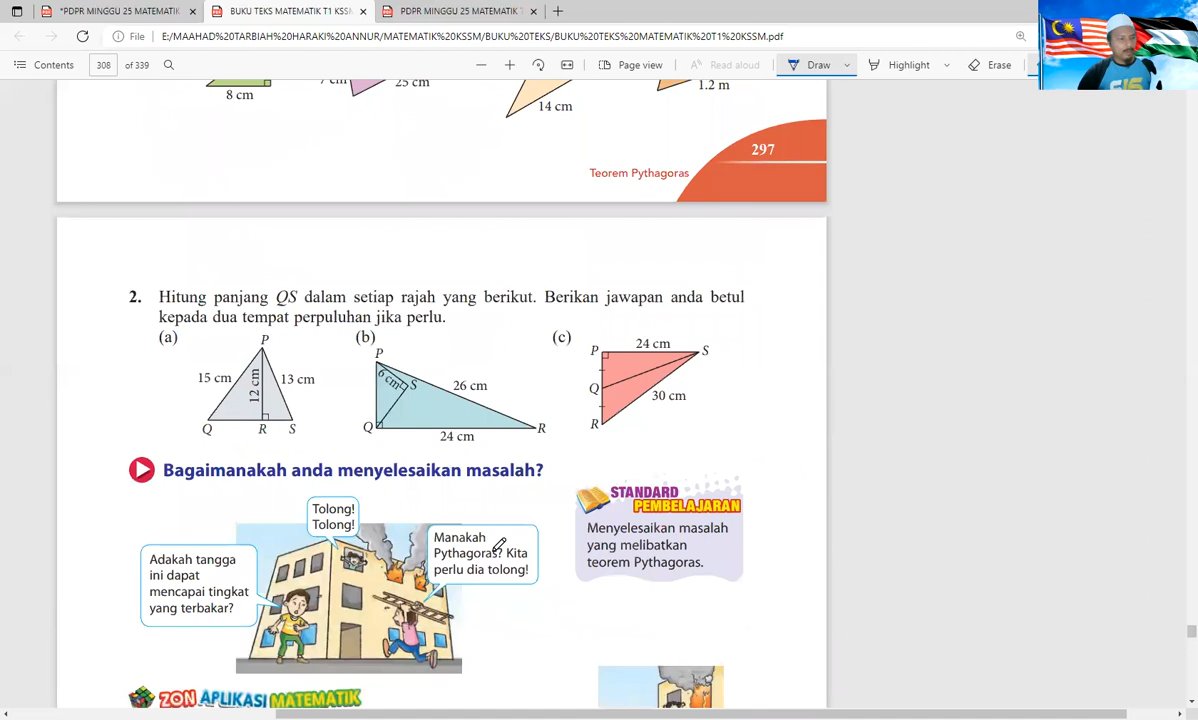 *PDPR MINGGU 25 MATEMATIK
BUKU TEKS MATEMATIK T1 KSSM
PDPR MINGGU 25 MATEMATIK T
File
E:/MAAHAD%20TARBIAH%20HARAKI%20ANNUR/MATEMATIK%20KSSM/BUKU%20TEKS/BUKU%20TEKS%20MATEMATIK%20T1%20KSSM.pdf
Contents
308
of 339
Page view
Read aloud
Draw
Highlight
Erase
8 cm
7 cm
25 cm
14 cm
1.2 m
297
Teorem Pythagoras
2. Hitung panjang QS dalam setiap rajah yang berikut. Berikan jawapan anda betul
kepada dua tempat perpuluhan jika perlu.
(a)
P
15 cm
12 cm
13 cm
Q
R
S
(b)
P
6 cm
S
26 cm
Q
24 cm
R
(c)
P
24 cm
S
Q
30 cm
R
Bagaimanakah anda menyelesaikan masalah?
Tolong!
Tolong!
Manakah
Pythagoras? Kita
perlu dia tolong!
Adakah tangga
ini dapat
mencapai tingkat
yang terbakar?
STANDARD
PEMBELAJARAN
Menyelesaikan masalah
yang melibatkan
teorem Pythagoras.
ZON APLIKASI MATEMATIK